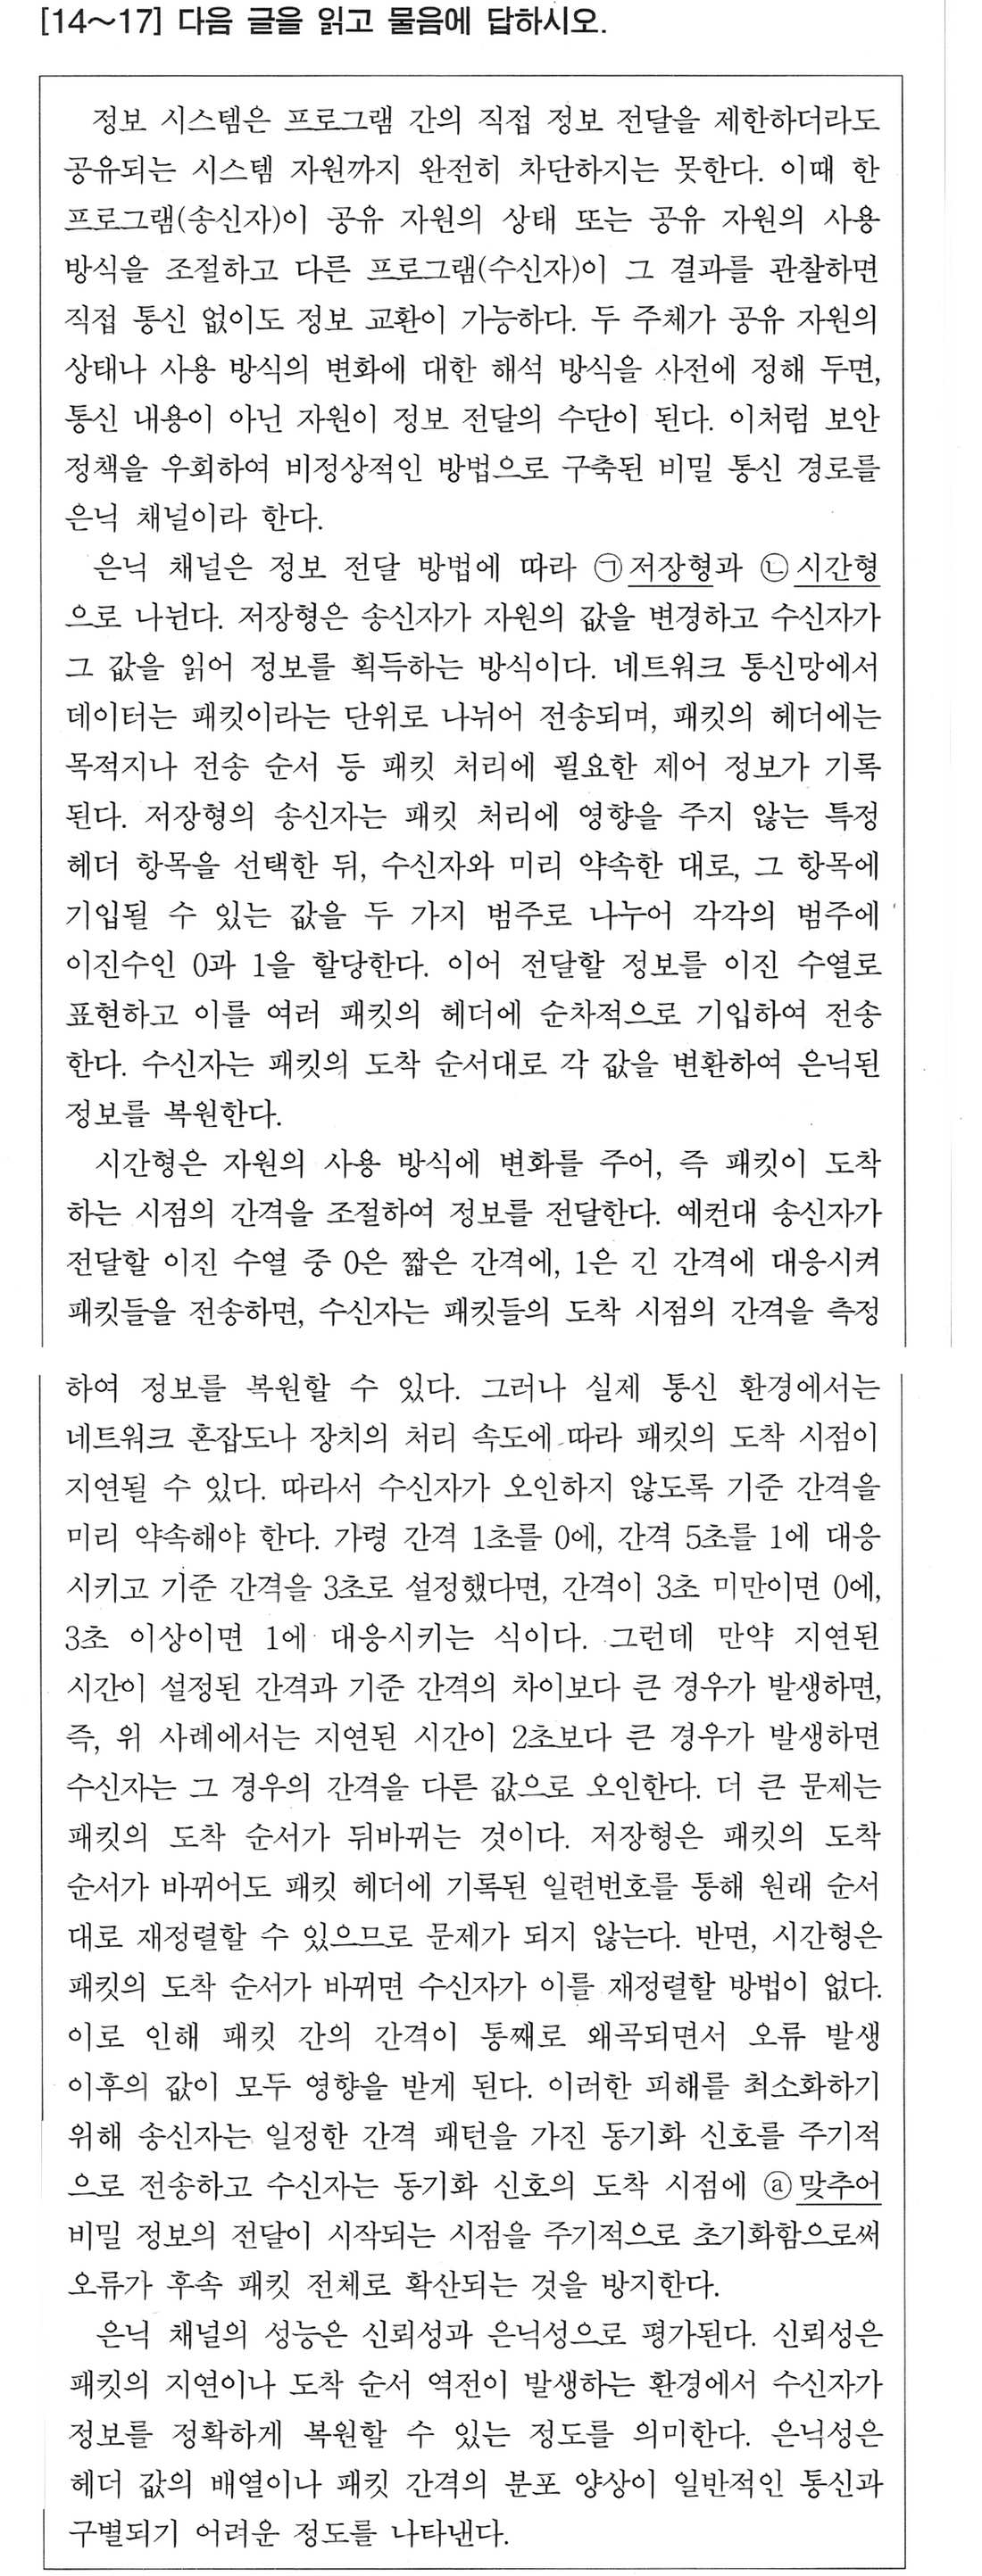 [14~17] 다음 글을 읽고 물음에 답하시오.
정보 시스템은 프로그램 간의 직접 정보 전달을 제한하더라도
공유되는 시스템 자원까지 완전히 차단하지는 못한다. 이때 한
프로그램(송신자)이 공유 자원의 상태 또는 공유 자원의 사용
방식을 조절하고 다른 프로그램(수신자)이 그 결과를 관찰하면
직접 통신 없이도 정보 교환이 가능하다. 두 주체가 공유 자원의
상태나 사용 방식의 변화에 대한 해석 방식을 사전에 정해 두면,
통신 내용이 아닌 자원이 정보 전달의 수단이 된다. 이처럼 보안
정책을 우회하여 비정상적인 방법으로 구축된 비밀 통신 경로를
은닉 채널이라 한다.
은닉 채널은 정보 전달 방법에 따라 ㉠저장형과 ㉡시간형
으로 나뉜다. 저장형은 송신자가 자원의 값을 변경하고 수신자가
그 값을 읽어 정보를 획득하는 방식이다. 네트워크 통신망에서
데이터는 패킷이라는 단위로 나뉘어 전송되며, 패킷의 헤더에는
목적지나 전송 순서 등 패킷 처리에 필요한 제어 정보가 기록
된다. 저장형의 송신자는 패킷 처리에 영향을 주지 않는 특정
헤더 항목을 선택한 뒤, 수신자와 미리 약속한 대로, 그 항목에
기입될 수 있는 값을 두 가지 범주로 나누어 각각의 범주에
이진수인 0과 1을 할당한다. 이어 전달할 정보를 이진 수열로
표현하고 이를 여러 패킷의 헤더에 순차적으로 기입하여 전송
한다. 수신자는 패킷의 도착 순서대로 각 값을 변환하여 은닉된
정보를 복원한다.
시간형은 자원의 사용 방식에 변화를 주어, 즉 패킷이 도착
하는 시점의 간격을 조절하여 정보를 전달한다. 예컨대 송신자가
전달할 이진 수열 중 0은 짧은 간격에, 1은 긴 간격에 대응시켜
패킷들을 전송하면, 수신자는 패킷들의 도착 시점의 간격을 측정
하여 정보를 복원할 수 있다. 그러나 실제 통신 환경에서는
네트워크 혼잡도나 장치의 처리 속도에 따라 패킷의 도착 시점이
지연될 수 있다. 따라서 수신자가 오인하지 않도록 기준 간격을
미리 약속해야 한다. 가령 간격 1초를 0에, 간격 5초를 1에 대응
시키고 기준 간격을 3초로 설정했다면, 간격이 3초 미만이면 0에,
3초 이상이면 1에 대응시키는 식이다. 그런데 만약 지연된
시간이 설정된 간격과 기준 간격의 차이보다 큰 경우가 발생하면,
즉, 위 사례에서는 지연된 시간이 2초보다 큰 경우가 발생하면
수신자는 그 경우의 간격을 다른 값으로 오인한다. 더 큰 문제는
패킷의 도착 순서가 뒤바뀌는 것이다. 저장형은 패킷의 도착
순서가 바뀌어도 패킷 헤더에 기록된 일련번호를 통해 원래 순서
대로 재정렬할 수 있으므로 문제가 되지 않는다. 반면, 시간형은
패킷의 도착 순서가 바뀌면 수신자가 이를 재정렬할 방법이 없다.
이로 인해 패킷 간의 간격이 통째로 왜곡되면서 오류 발생
이후의 값이 모두 영향을 받게 된다. 이러한 피해를 최소화하기
위해 송신자는 일정한 간격 패턴을 가진 동기화 신호를 주기적
으로 전송하고 수신자는 동기화 신호의 도착 시점에 ⓐ맞추어
비밀 정보의 전달이 시작되는 시점을 주기적으로 초기화함으로써
오류가 후속 패킷 전체로 확산되는 것을 방지한다.
은닉 채널의 성능은 신뢰성과 은닉성으로 평가된다. 신뢰성은
패킷의 지연이나 도착 순서 역전이 발생하는 환경에서 수신자가
정보를 정확하게 복원할 수 있는 정도를 의미한다. 은닉성은
헤더 값의 배열이나 패킷 간격의 분포 양상이 일반적인 통신과
구별되기 어려운 정도를 나타낸다.